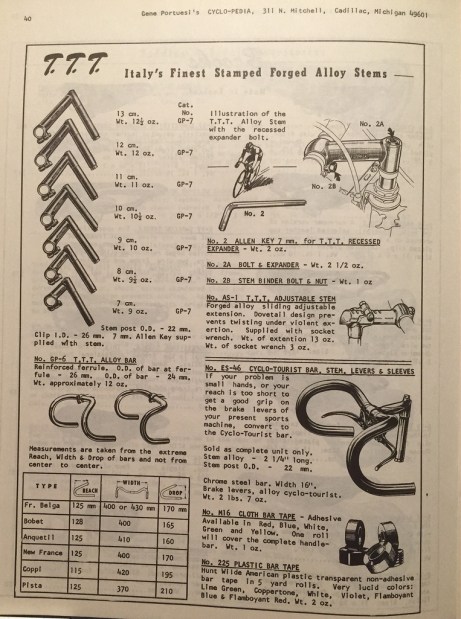 40
Gene Portuesi's CYCLO-PEDIA, 311 N. Mitchell, Cadillac, Michigan 49601
T.T.T. Italy's Finest Stamped Forged Alloy Stems
Cat.
No.
13 cm.
Wt. 12½ oz. GP-7
12 cm.
Wt. 12 oz. GP-7
11 cm.
Wt. 11 oz. GP-7
10 cm.
Wt. 10½ oz. GP-7
9 cm.
Wt. 10 oz. GP-7
8 cm.
Wt. 9½ oz. GP-7
7 cm.
Wt. 9 oz. GP-7
Stem post O.D. - 22 mm.
Clip I.D. - 26 mm. 7 mm. Allen Key sup-
plied with stem.
No. GP-6 T.T.T. ALLOY BAR
Reinforced ferrule. O.D. of bar at fer-
rule - 26 mm. O.D. of bar - 24 mm.
Wt. approximately 12 oz.
Measurements are taken from the extreme
Reach, Width & Drop of bars and not from
center to center.
TYPE REACH WIDTH DROP
Fr. Belga 125 mm 400 or 430 mm 170 mm
Bobet 128 400 165
Anquetil 125 410 160
New France 125 400 170
Coppi 115 420 195
Pista 125 370 210
Illustration of the
T.T.T. Alloy Stem
with the recessed
expander bolt.
No. 2A
No. 2B
No. 2
No. 2 ALLEN KEY 7 mm. for T.T.T. RECESSED
EXPANDER - Wt. 2 oz.
No. 2A BOLT & EXPANDER - Wt. 2 1/2 oz.
No. 2B STEM BINDER BOLT & NUT - Wt. 1 oz
No. AS-1 T.T.T. ADJUSTABLE STEM
Forged alloy sliding adjustable
extension. Dovetail design pre-
vents twisting under violent ex-
ertion. Supplied with socket
wrench. Wt. of extention 13 oz.
Wt. of socket wrench 3 oz.
No. ES-46 CYCLO-TOURIST BAR, STEM, LEVERS & SLEEVES
If your problem is
small hands, or your
reach is too short to
get a good grip on
the brake levers of
your present sports
machine, convert to
the Cyclo-Tourist bar.
Sold as complete unit only.
Stem alloy - 2 1/4" long.
Stem post O.D. - 22 mm.
Chrome steel bar. Width 16".
Brake levers, alloy cyclo-tourist.
Wt. 2 lbs. 7 oz.
No. M16 CLOTH BAR TAPE - Adhesive
Available in Red, Blue, White,
Green and Yellow. One roll
will cover the complete handle-
bar. Wt. 1 oz.
No. 225 PLASTIC BAR TAPE
Hunt Wilde American plastic transparent non-adhesive
bar tape in 5 yard rolls. Very lucid colors:
Lime Green, Coppertone, White, Violet, Flamboyant
Blue & Flamboyant Red. Wt. 2 oz.